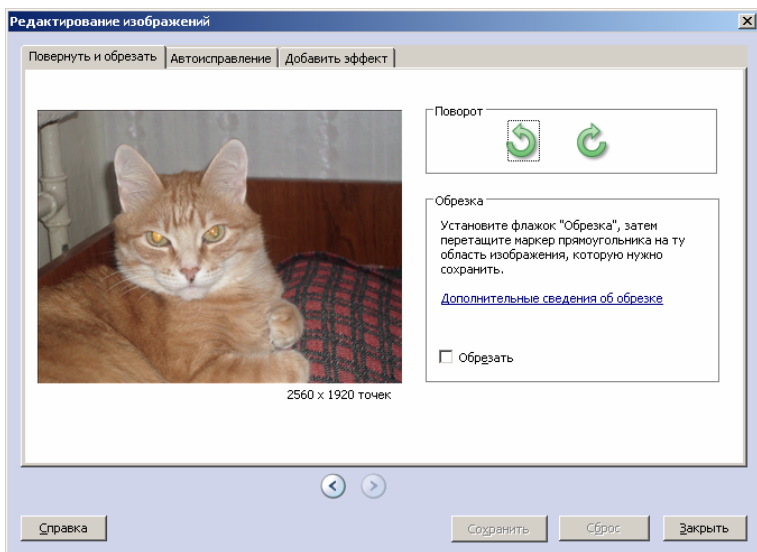 Редактирование изображений
Повернуть и обрезать Автоисправление Добавить эффект
Поворот
Обрезка
Установите флажок "Обрезка", затем
перетащите маркер прямоугольника на ту
область изображения, которую нужно
сохранить.
Дополнительные сведения об обрезке
Обрезать
2560 x 1920 точек
Справка Сохранить Сброс Закрыть